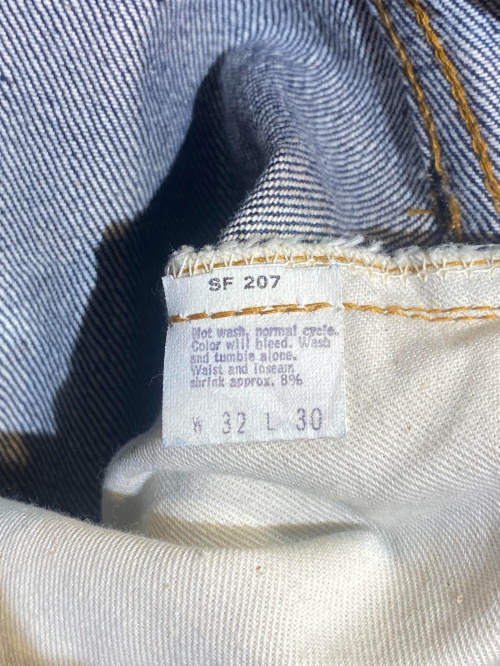 SF 207
Hot wash, normal cycle.
Color will bleed. Wash
and tumble alone.
Waist and inseam
shrink approx. 8%
W 32 L 30